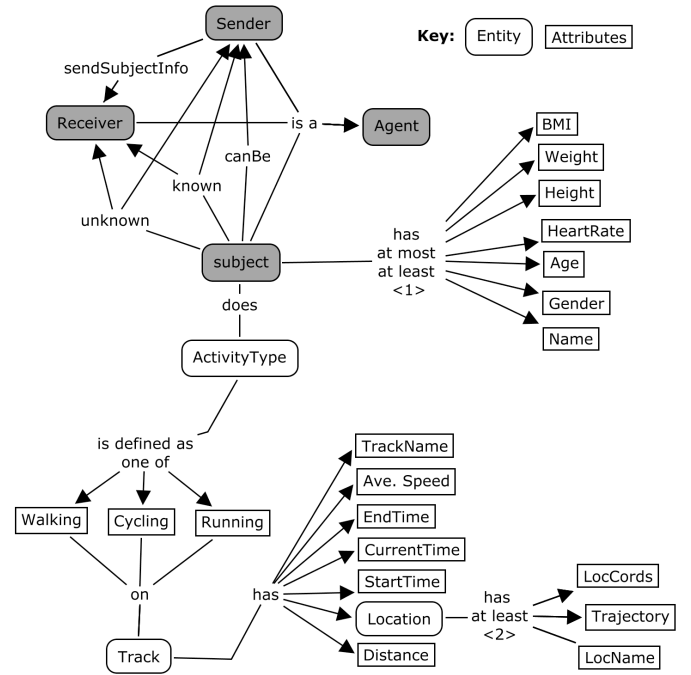 Sender
Key: Entity Attributes
sendSubjectInfo
Receiver
is a
Agent
canBe
known
unknown
subject
has
at most
at least
<1>
BMI
Weight
Height
HeartRate
Age
Gender
Name
does
ActivityType
is defined as
one of
Walking
Cycling
Running
on
Track
has
TrackName
Ave. Speed
EndTime
CurrentTime
StartTime
Location
Distance
has
at least
<2>
LocCords
Trajectory
LocName